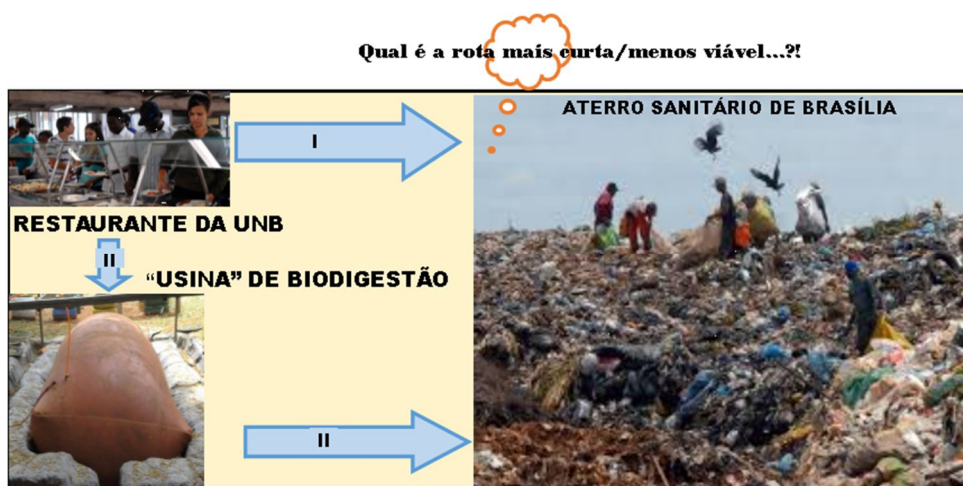 Qual é a rota mais curta/menos viável...?!
ATERRO SANITÁRIO DE BRASÍLIA
I
RESTAURANTE DA UNB
II
“USINA” DE BIODIGESTÃO
II